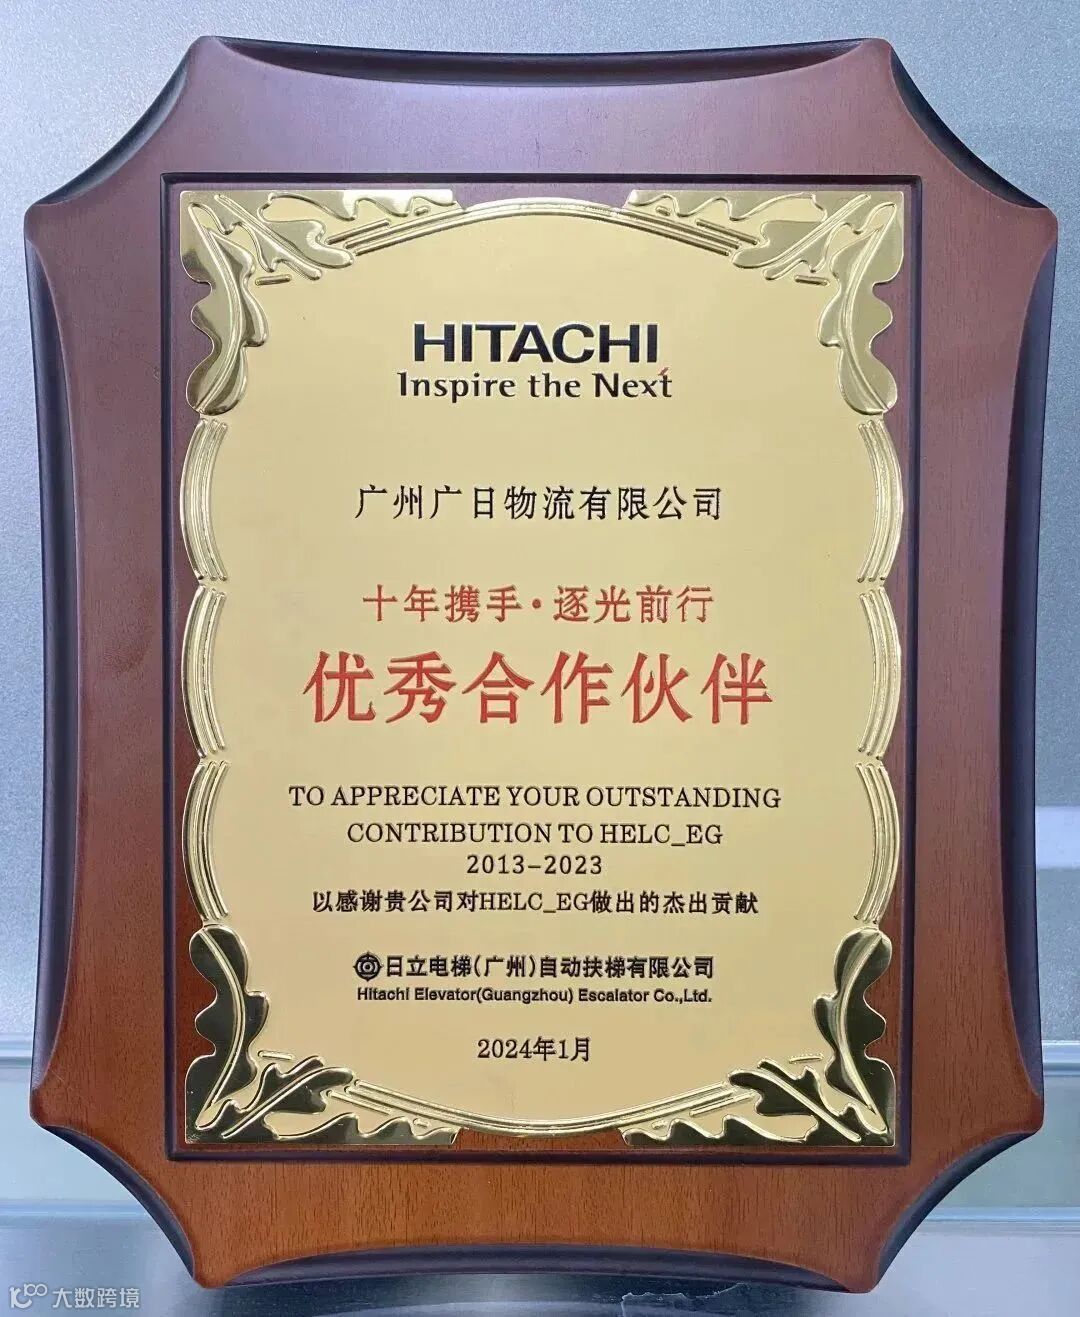 HITACHI
Inspire the Next
广州广日物流有限公司
十年携手·逐光前行
优秀合作伙伴
TO APPRECIATE YOUR OUTSTANDING
CONTRIBUTION TO HELC_EG
2013-2023
以感谢贵公司对HELC_EG做出的杰出贡献
日立电梯(广州)自动扶梯有限公司
Hitachi Elevator(Guangzhou) Escalator Co.,Ltd.
2024年1月
大数跨境